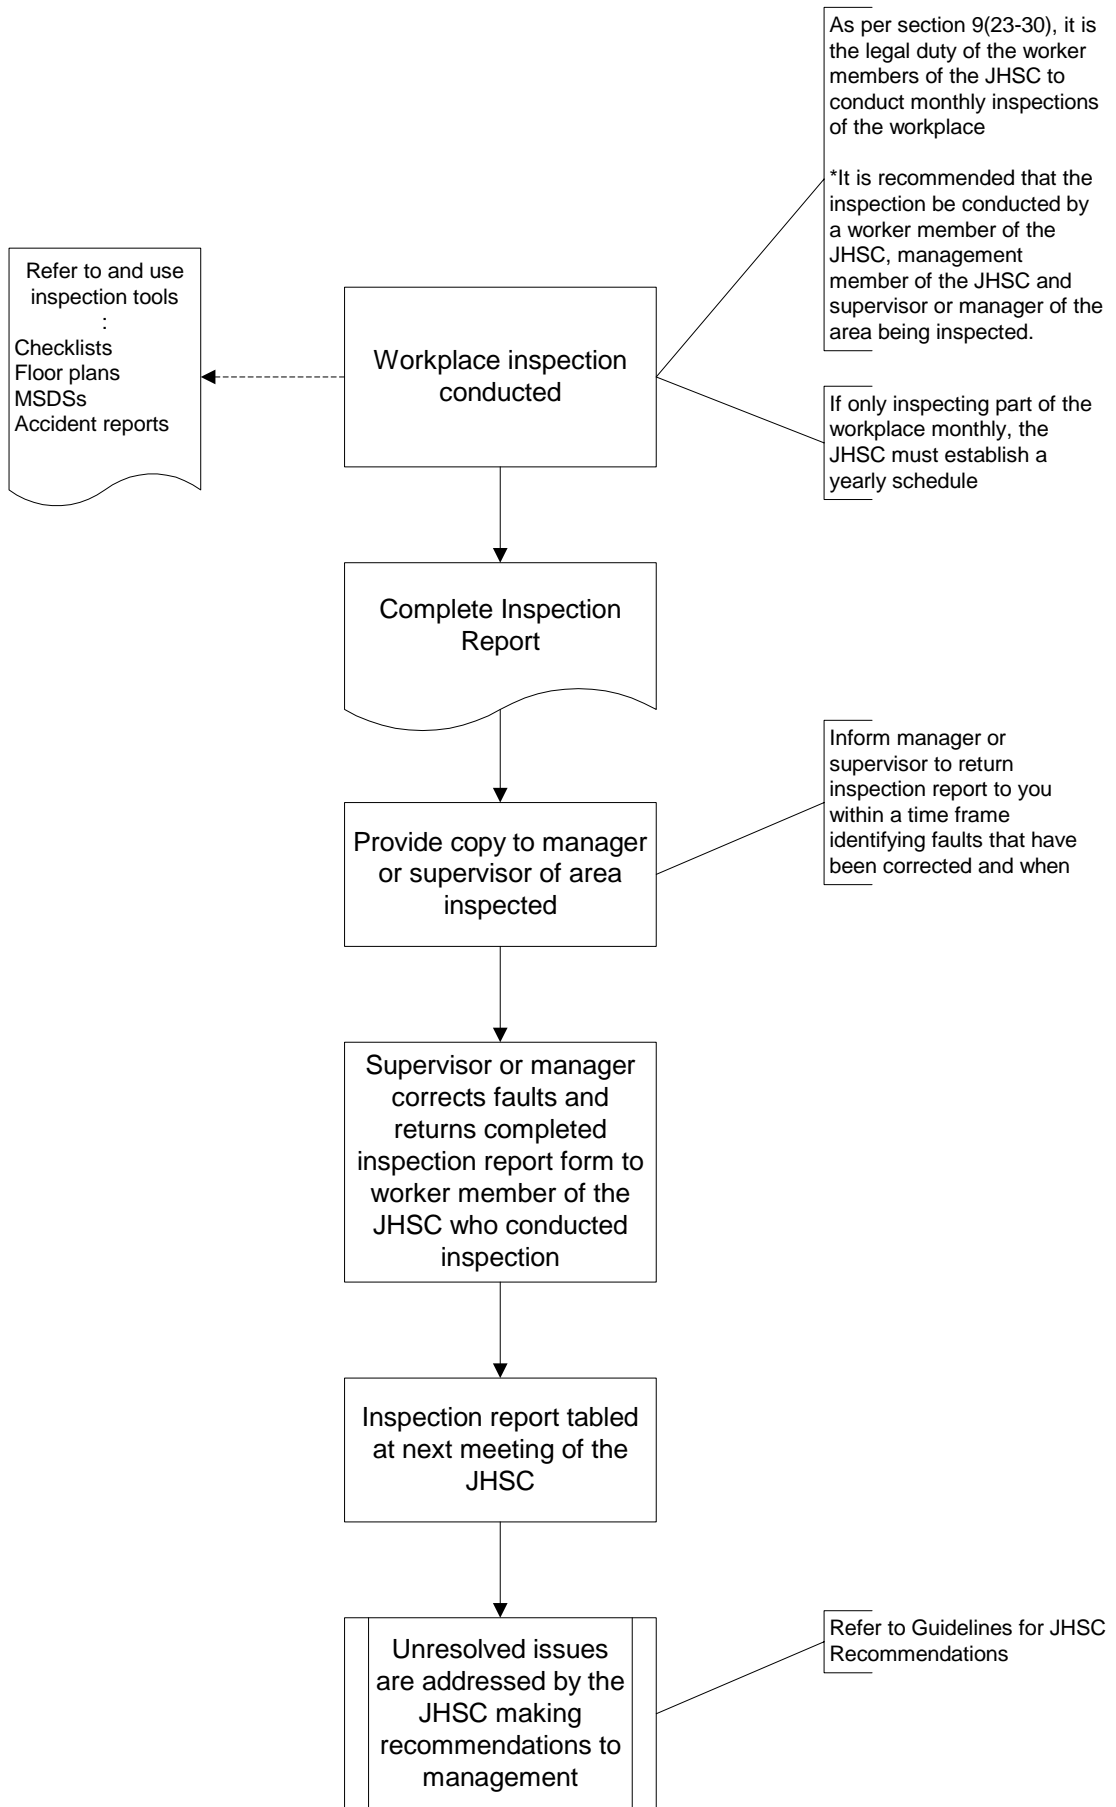 As per section 9(23-30), it is
the legal duty of the worker
members of the JHSC to
conduct monthly inspections
of the workplace
*It is recommended that the
inspection be conducted by
a worker member of the
JHSC, management
member of the JHSC and
supervisor or manager of the
area being inspected.
Refer to and use
inspection tools
:
Checklists
Floor plans
MSDSs
Accident reports
Workplace inspection
conducted
If only inspecting part of the
workplace monthly, the
JHSC must establish a
yearly schedule
Complete Inspection
Report
Inform manager or
supervisor to return
inspection report to you
within a time frame
identifying faults that have
been corrected and when
Provide copy to manager
or supervisor of area
inspected
Supervisor or manager
corrects faults and
returns completed
inspection report form to
worker member of the
JHSC who conducted
inspection
Inspection report tabled
at next meeting of the
JHSC
Unresolved issues
are addressed by the
JHSC making
recommendations to
management
Refer to Guidelines for JHSC
Recommendations